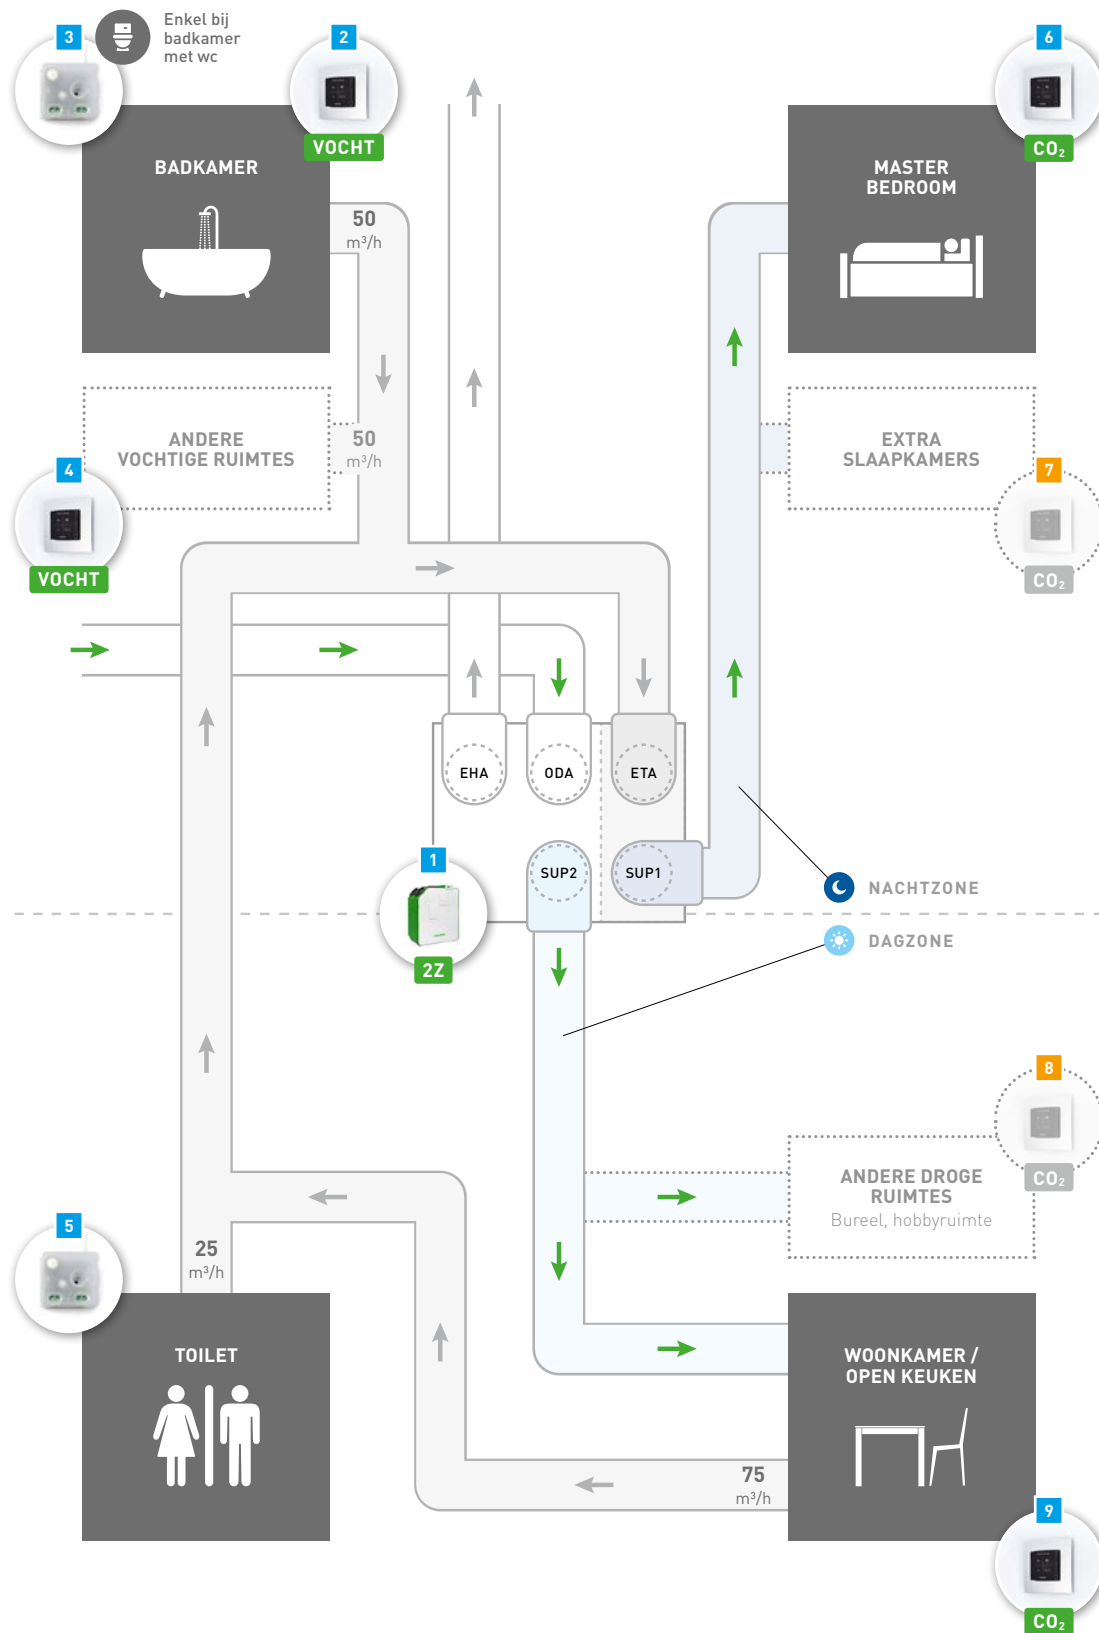 3
Enkel bij
badkamer
met wc
2
VOCHT
BADKAMER
50
m³/h
6
CO₂
MASTER
BEDROOM
ANDERE
VOCHTIGE RUIMTES
50
m³/h
4
VOCHT
EXTRA
SLAAPKAMERS
7
CO₂
EHA
ODA
ETA
SUP2
SUP1
1
2Z
NACHTZONE
DAGZONE
8
CO₂
ANDERE DROGE
RUIMTES
Bureel, hobbyruimte
5
25
m³/h
TOILET
WOONKAMER /
OPEN KEUKEN
75
m³/h
9
CO₂